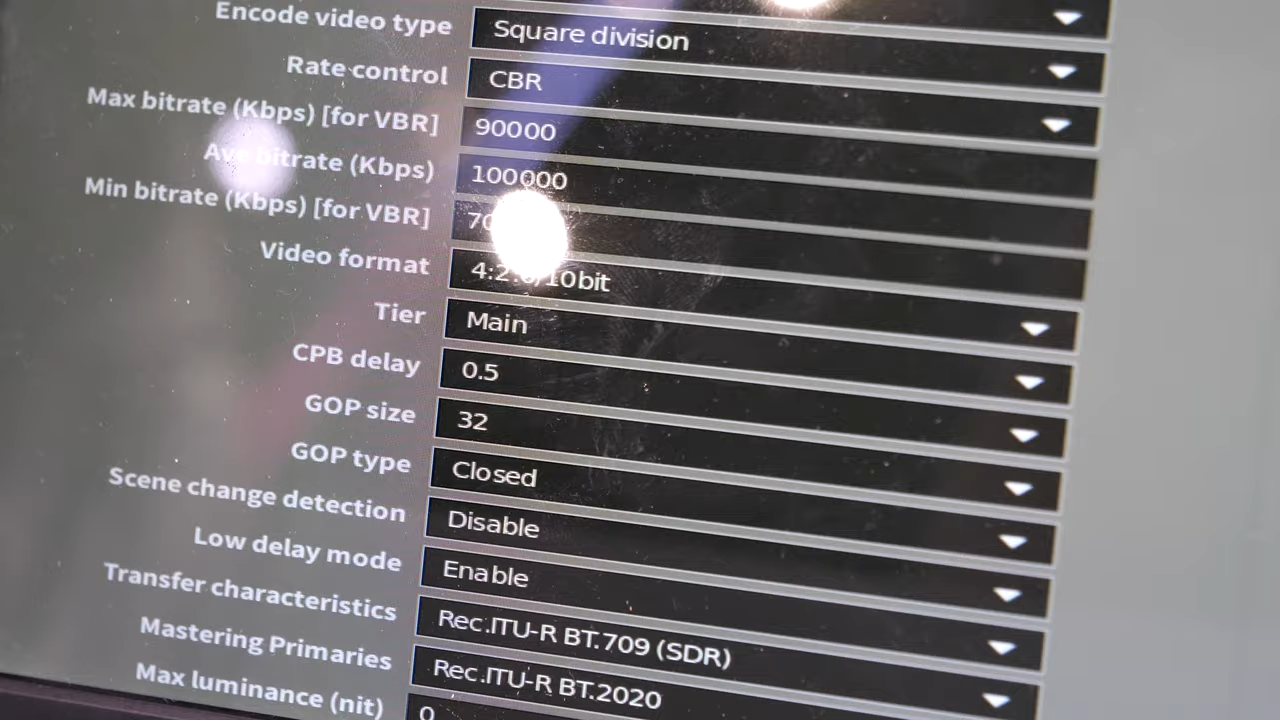 Encode video type Square division
Rate control CBR
Max bitrate (Kbps) [for VBR] 90000
Ave bitrate (Kbps) 100000
Min bitrate (Kbps) [for VBR]
Video format
Tier Main
CPB delay 0.5
GOP size 32
GOP type Closed
Scene change detection Disable
Low delay mode Enable
Transfer characteristics Rec.ITU-R BT.709 (SDR)
Mastering Primaries Rec.ITU-R BT.2020
Max luminance (nit) 0